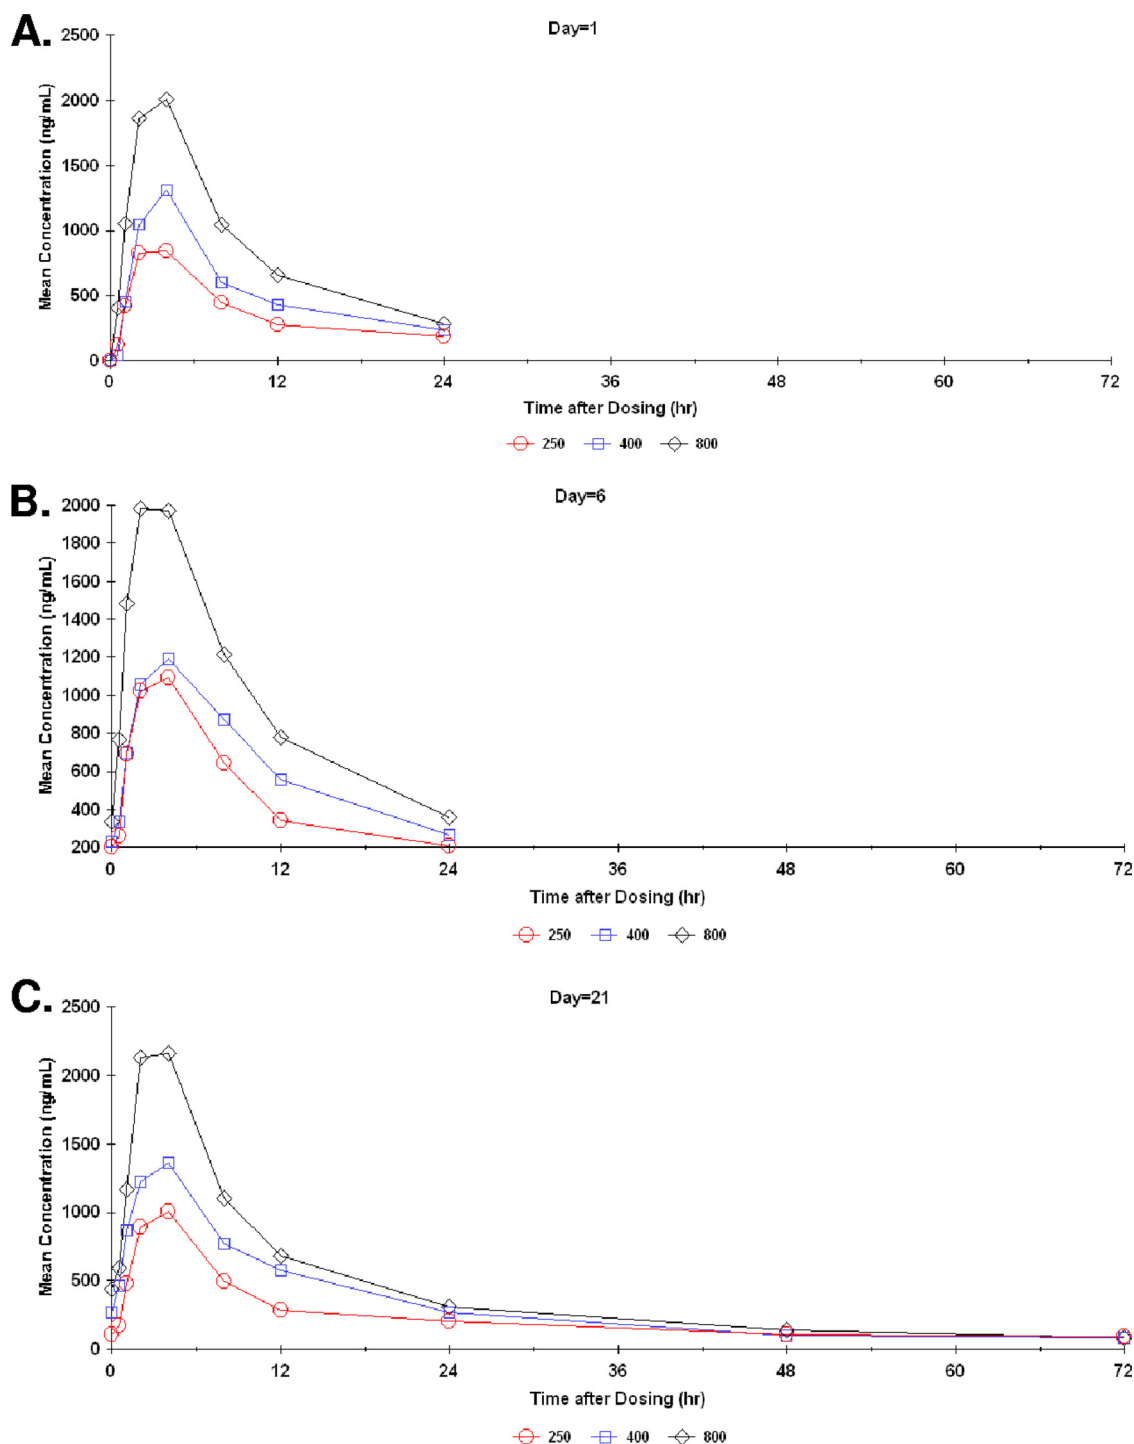 A.
Day=1
Mean Concentration (ng/mL)
2500
2000
1500
1000
500
0
0 12 24 36 48 60 72
Time after Dosing (hr)
250 400 800
B.
Day=6
Mean Concentration (ng/mL)
2000
1800
1600
1400
1200
1000
800
600
400
200
0 12 24 36 48 60 72
Time after Dosing (hr)
250 400 800
C.
Day=21
Mean Concentration (ng/mL)
2500
2000
1500
1000
500
0
0 12 24 36 48 60 72
Time after Dosing (hr)
250 400 800